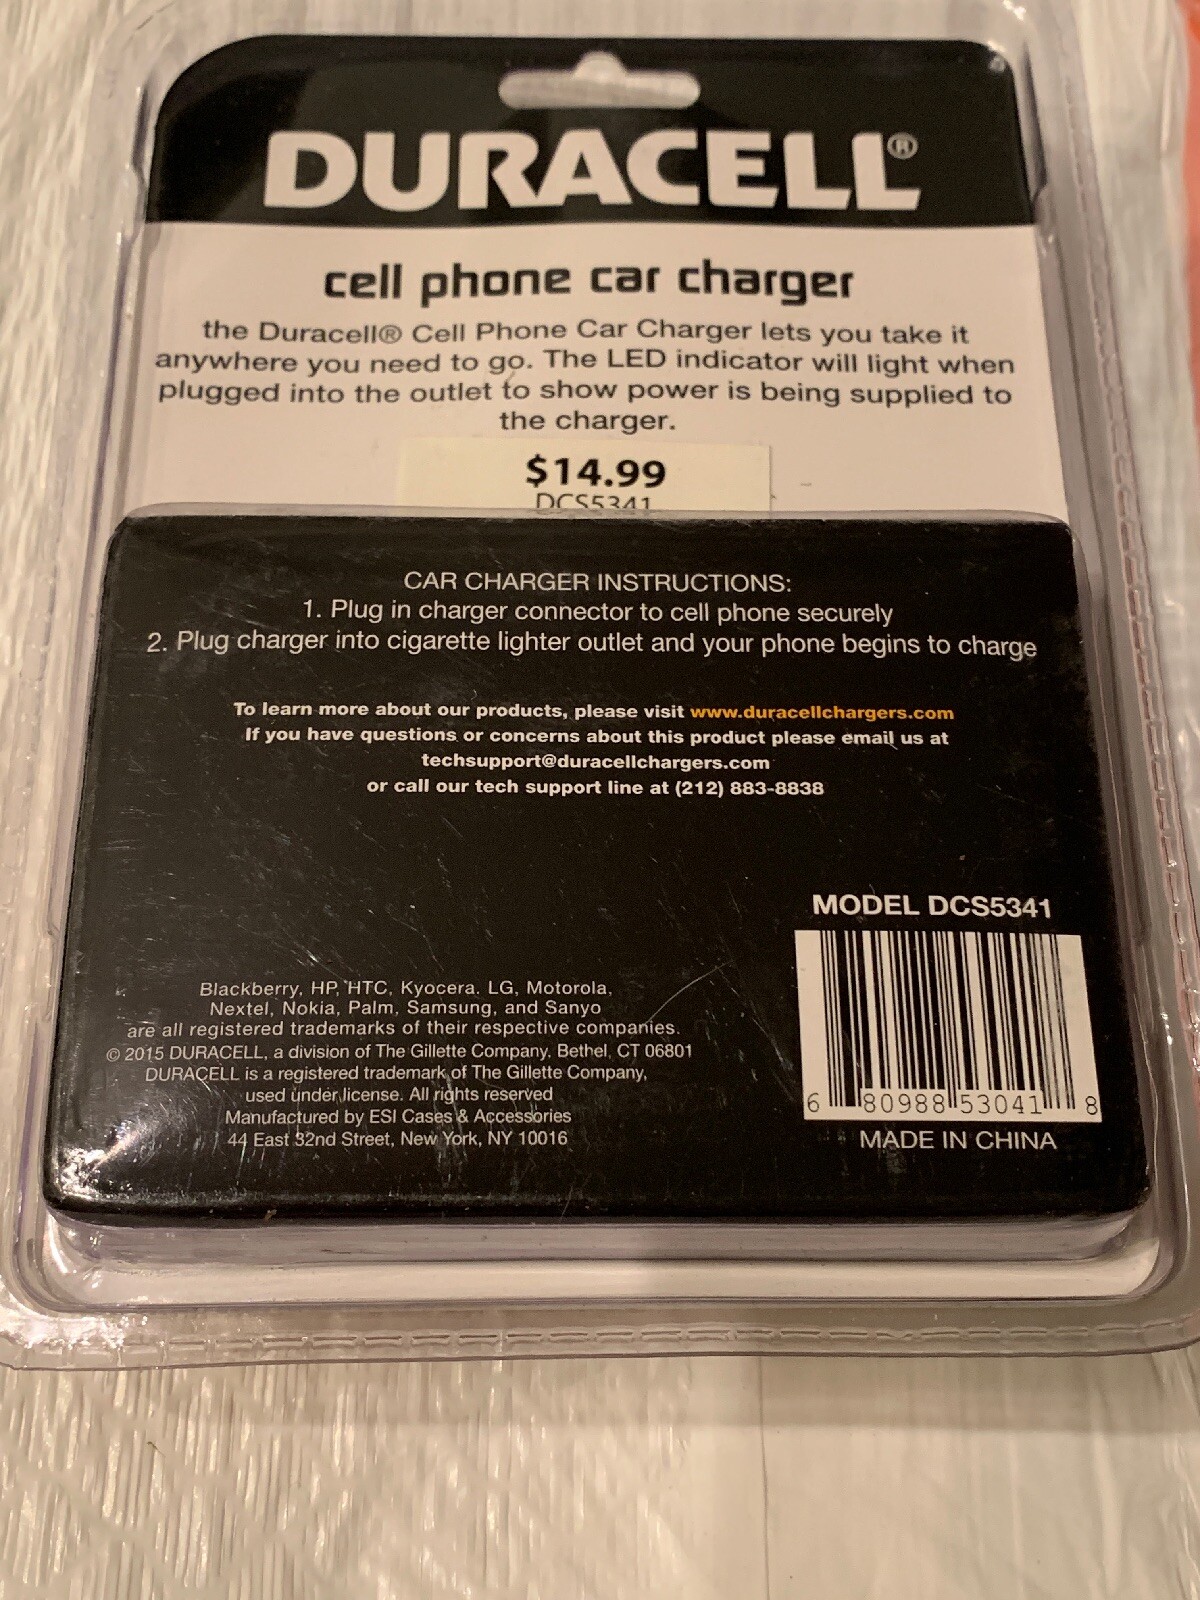 DURACELL®
cell phone car charger
the Duracell® Cell Phone Car Charger lets you take it
anywhere you need to go. The LED indicator will light when
plugged into the outlet to show power is being supplied to
the charger.
$14.99
DCS5341
CAR CHARGER INSTRUCTIONS:
1. Plug in charger connector to cell phone securely
2. Plug charger into cigarette lighter outlet and your phone begins to charge
To learn more about our products, please visit www.duracellchargers.com
If you have questions or concerns about this product please email us at
techsupport@duracellchargers.com
or call our tech support line at (212) 883-8838
MODEL DCS5341
Blackberry, HP, HTC, Kyocera. LG, Motorola,
Nextel, Nokia, Palm, Samsung, and Sanyo
are all registered trademarks of their respective companies.
© 2015 DURACELL, a division of The Gillette Company, Bethel, CT 06801
DURACELL is a registered trademark of The Gillette Company,
used under license. All rights reserved
Manufactured by ESI Cases & Accessories
44 East 32nd Street, New York, NY 10016
6 80988 53041 8
MADE IN CHINA